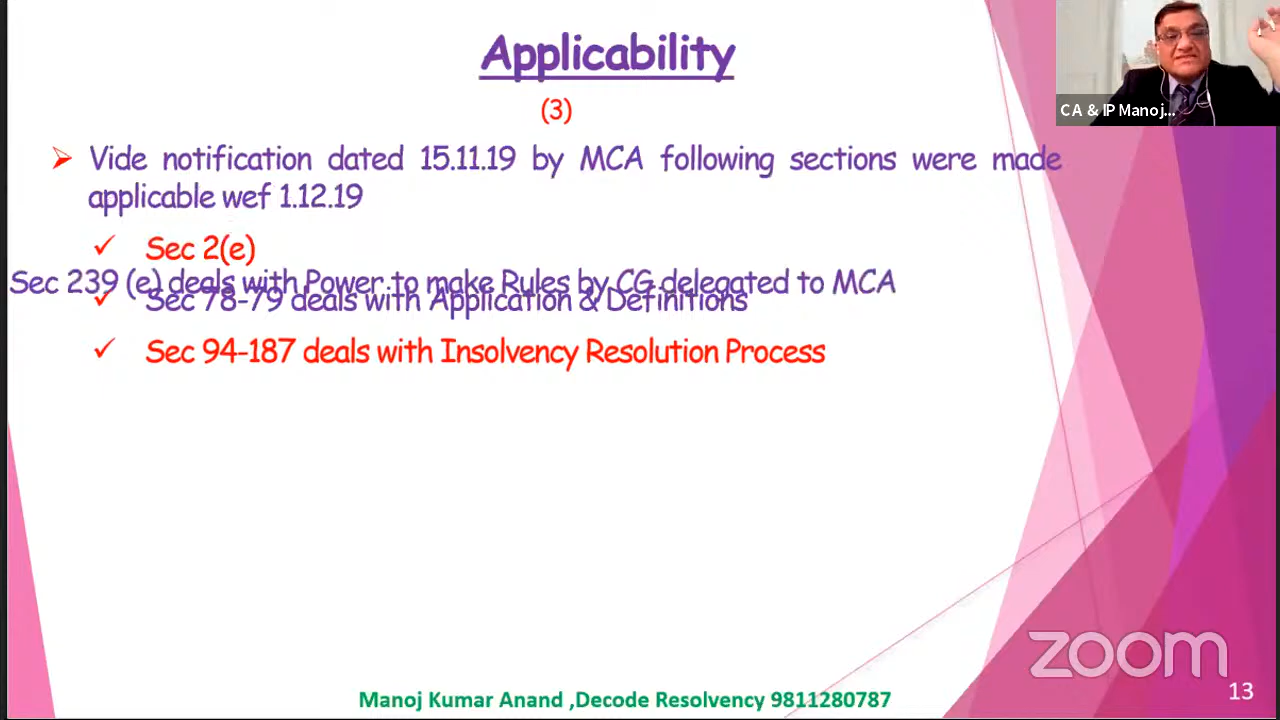 Applicability
(3)
CA & IP Manoj...
➢ Vide notification dated 15.11.19 by MCA following sections were made
applicable wef 1.12.19
✓ Sec 2(e)
Sec 239 (e) deals with Power to make Rules by CG delegated to MCA
✓ Sec 78-79 deals with Application & Definitions
✓ Sec 94-187 deals with Insolvency Resolution Process
zoom
Manoj Kumar Anand ,Decode Resolvency 9811280787
13